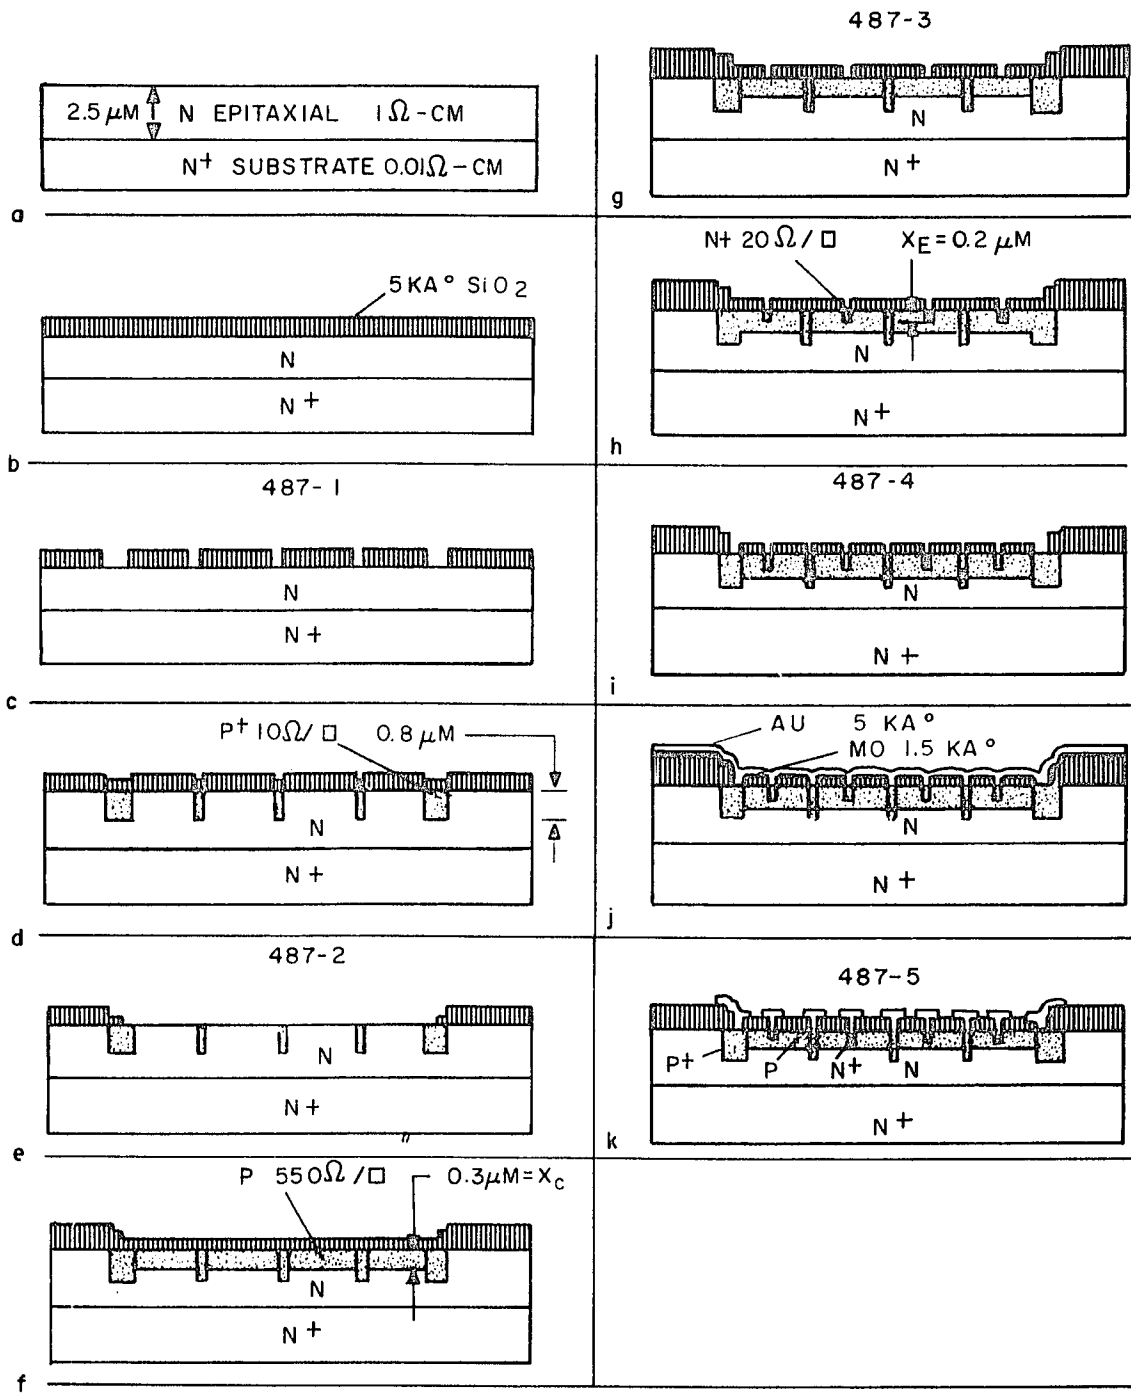 2.5 μM N EPITAXIAL 1Ω-CM
N+ SUBSTRATE 0.01Ω-CM
a
5KA° SiO2
N
N+
b
487-1
N
N+
c
P+ 10Ω/□ 0.8 μM
N
N+
d
487-2
N
N+
e
P 550Ω/□ 0.3μM=XC
N
N+
f
487-3
N
N+
g
N+ 20Ω/□ XE=0.2 μM
N
N+
h
487-4
N
N+
i
AU 5 KA°
MO 1.5 KA°
N
N+
j
487-5
P+ P N+ N
N+
k